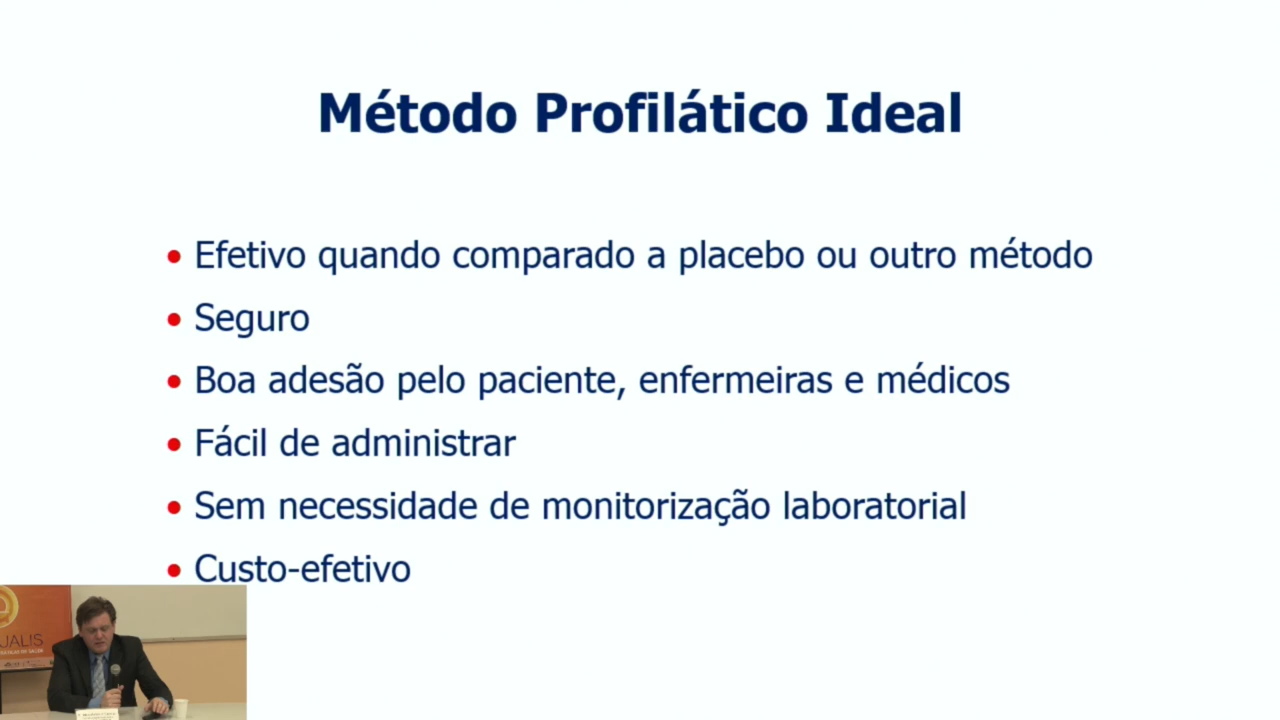 Método Profilático Ideal
• Efetivo quando comparado a placebo ou outro método
• Seguro
• Boa adesão pelo paciente, enfermeiras e médicos
• Fácil de administrar
• Sem necessidade de monitorização laboratorial
• Custo-efetivo
UALIS